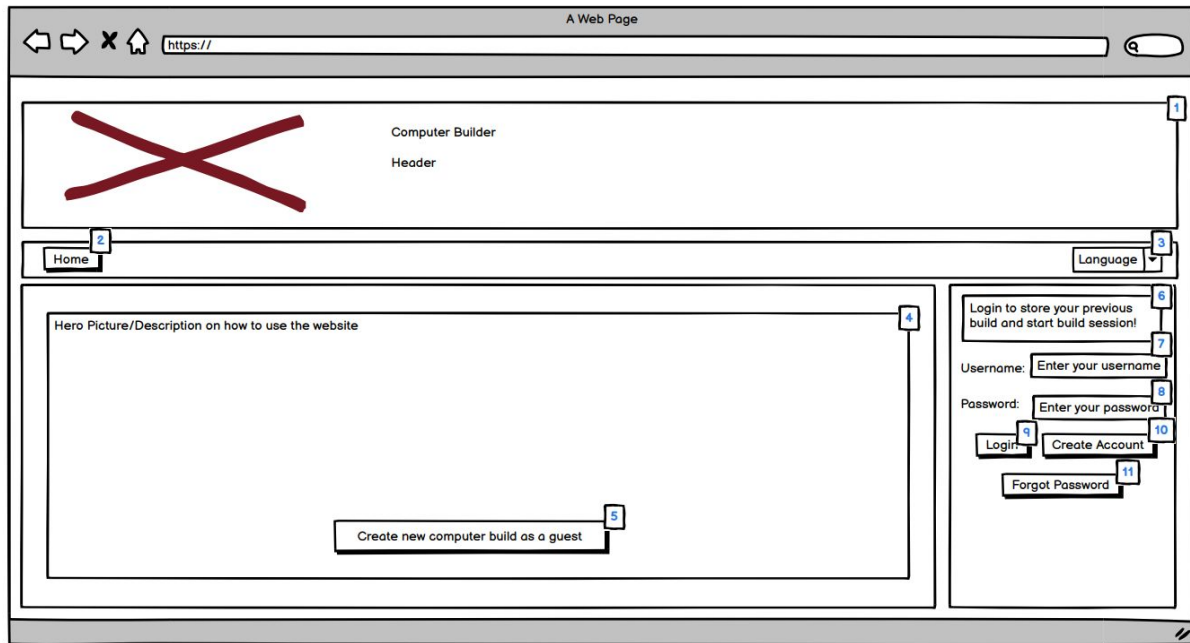 A Web Page
https://
1
Computer Builder
Header
2
Home
3
Language
4
Hero Picture/Description on how to use the website
5
Create new computer build as a guest
6
Login to store your previous
build and start build session!
7
Username: Enter your username
8
Password: Enter your password
9
Login
10
Create Account
11
Forgot Password